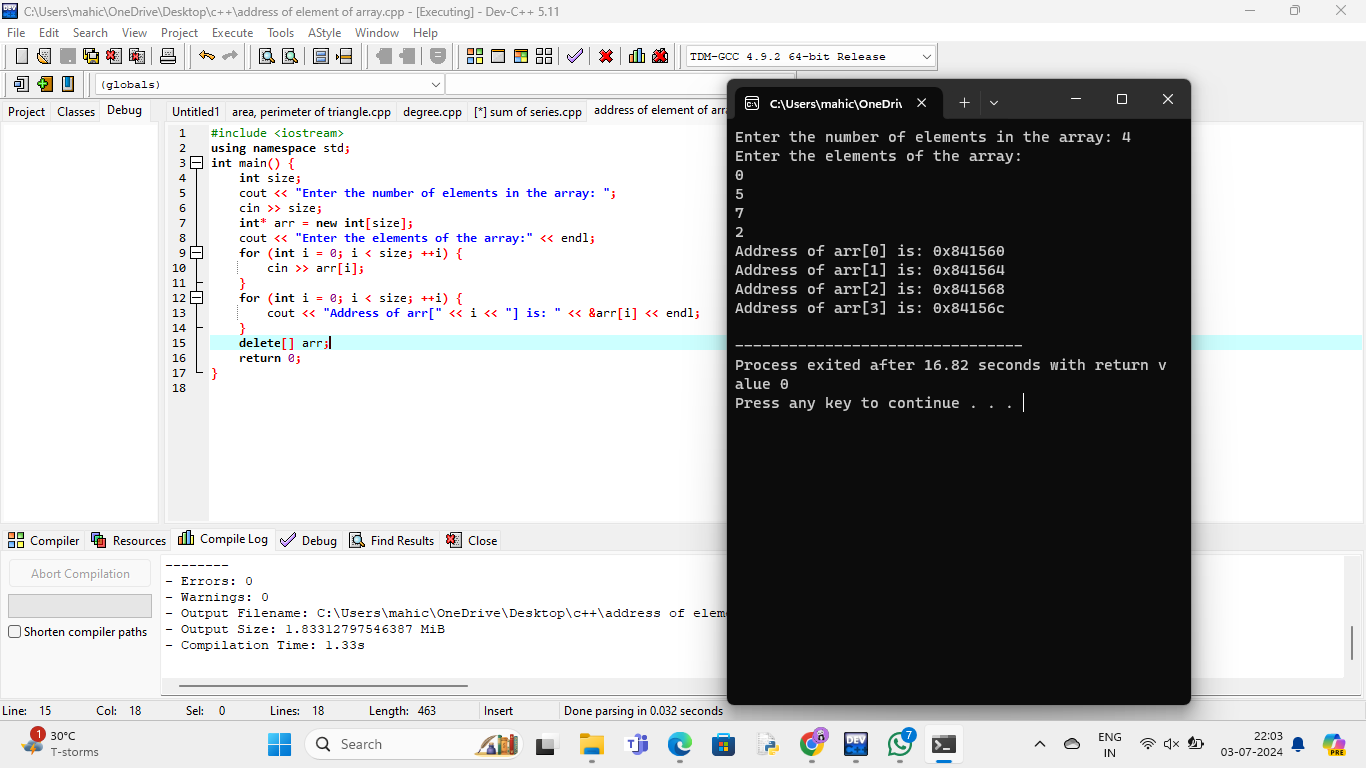 C:\Users\mahic\OneDrive\Desktop\c++\address of element of array.cpp - [Executing] - Dev-C++ 5.11
File Edit Search View Project Execute Tools AStyle Window Help
TDM-GCC 4.9.2 64-bit Release
(globals)
Project Classes Debug
Untitled1 area, perimeter of triangle.cpp degree.cpp [*] sum of series.cpp address of element of arr
1 #include <iostream>
2 using namespace std;
3 int main() {
4 int size;
5 cout << "Enter the number of elements in the array: ";
6 cin >> size;
7 int* arr = new int[size];
8 cout << "Enter the elements of the array:" << endl;
9 for (int i = 0; i < size; ++i) {
10 cin >> arr[i];
11 }
12 for (int i = 0; i < size; ++i) {
13 cout << "Address of arr[" << i << "] is: " << &arr[i] << endl;
14 }
15 delete[] arr;
16 return 0;
17 }
18
C:\Users\mahic\OneDri
Enter the number of elements in the array: 4
Enter the elements of the array:
0
5
7
2
Address of arr[0] is: 0x841560
Address of arr[1] is: 0x841564
Address of arr[2] is: 0x841568
Address of arr[3] is: 0x84156c
--------------------------------
Process exited after 16.82 seconds with return v
alue 0
Press any key to continue . . .
Compiler Resources Compile Log Debug Find Results Close
Abort Compilation
Shorten compiler paths
--------
- Errors: 0
- Warnings: 0
- Output Filename: C:\Users\mahic\OneDrive\Desktop\c++\address of elem
- Output Size: 1.83312797546387 MiB
- Compilation Time: 1.33s
Line: 15 Col: 18 Sel: 0 Lines: 18 Length: 463 Insert Done parsing in 0.032 seconds
1
30°C
T-storms
Search
DEV
7
ENG
IN
22:03
03-07-2024
PRE